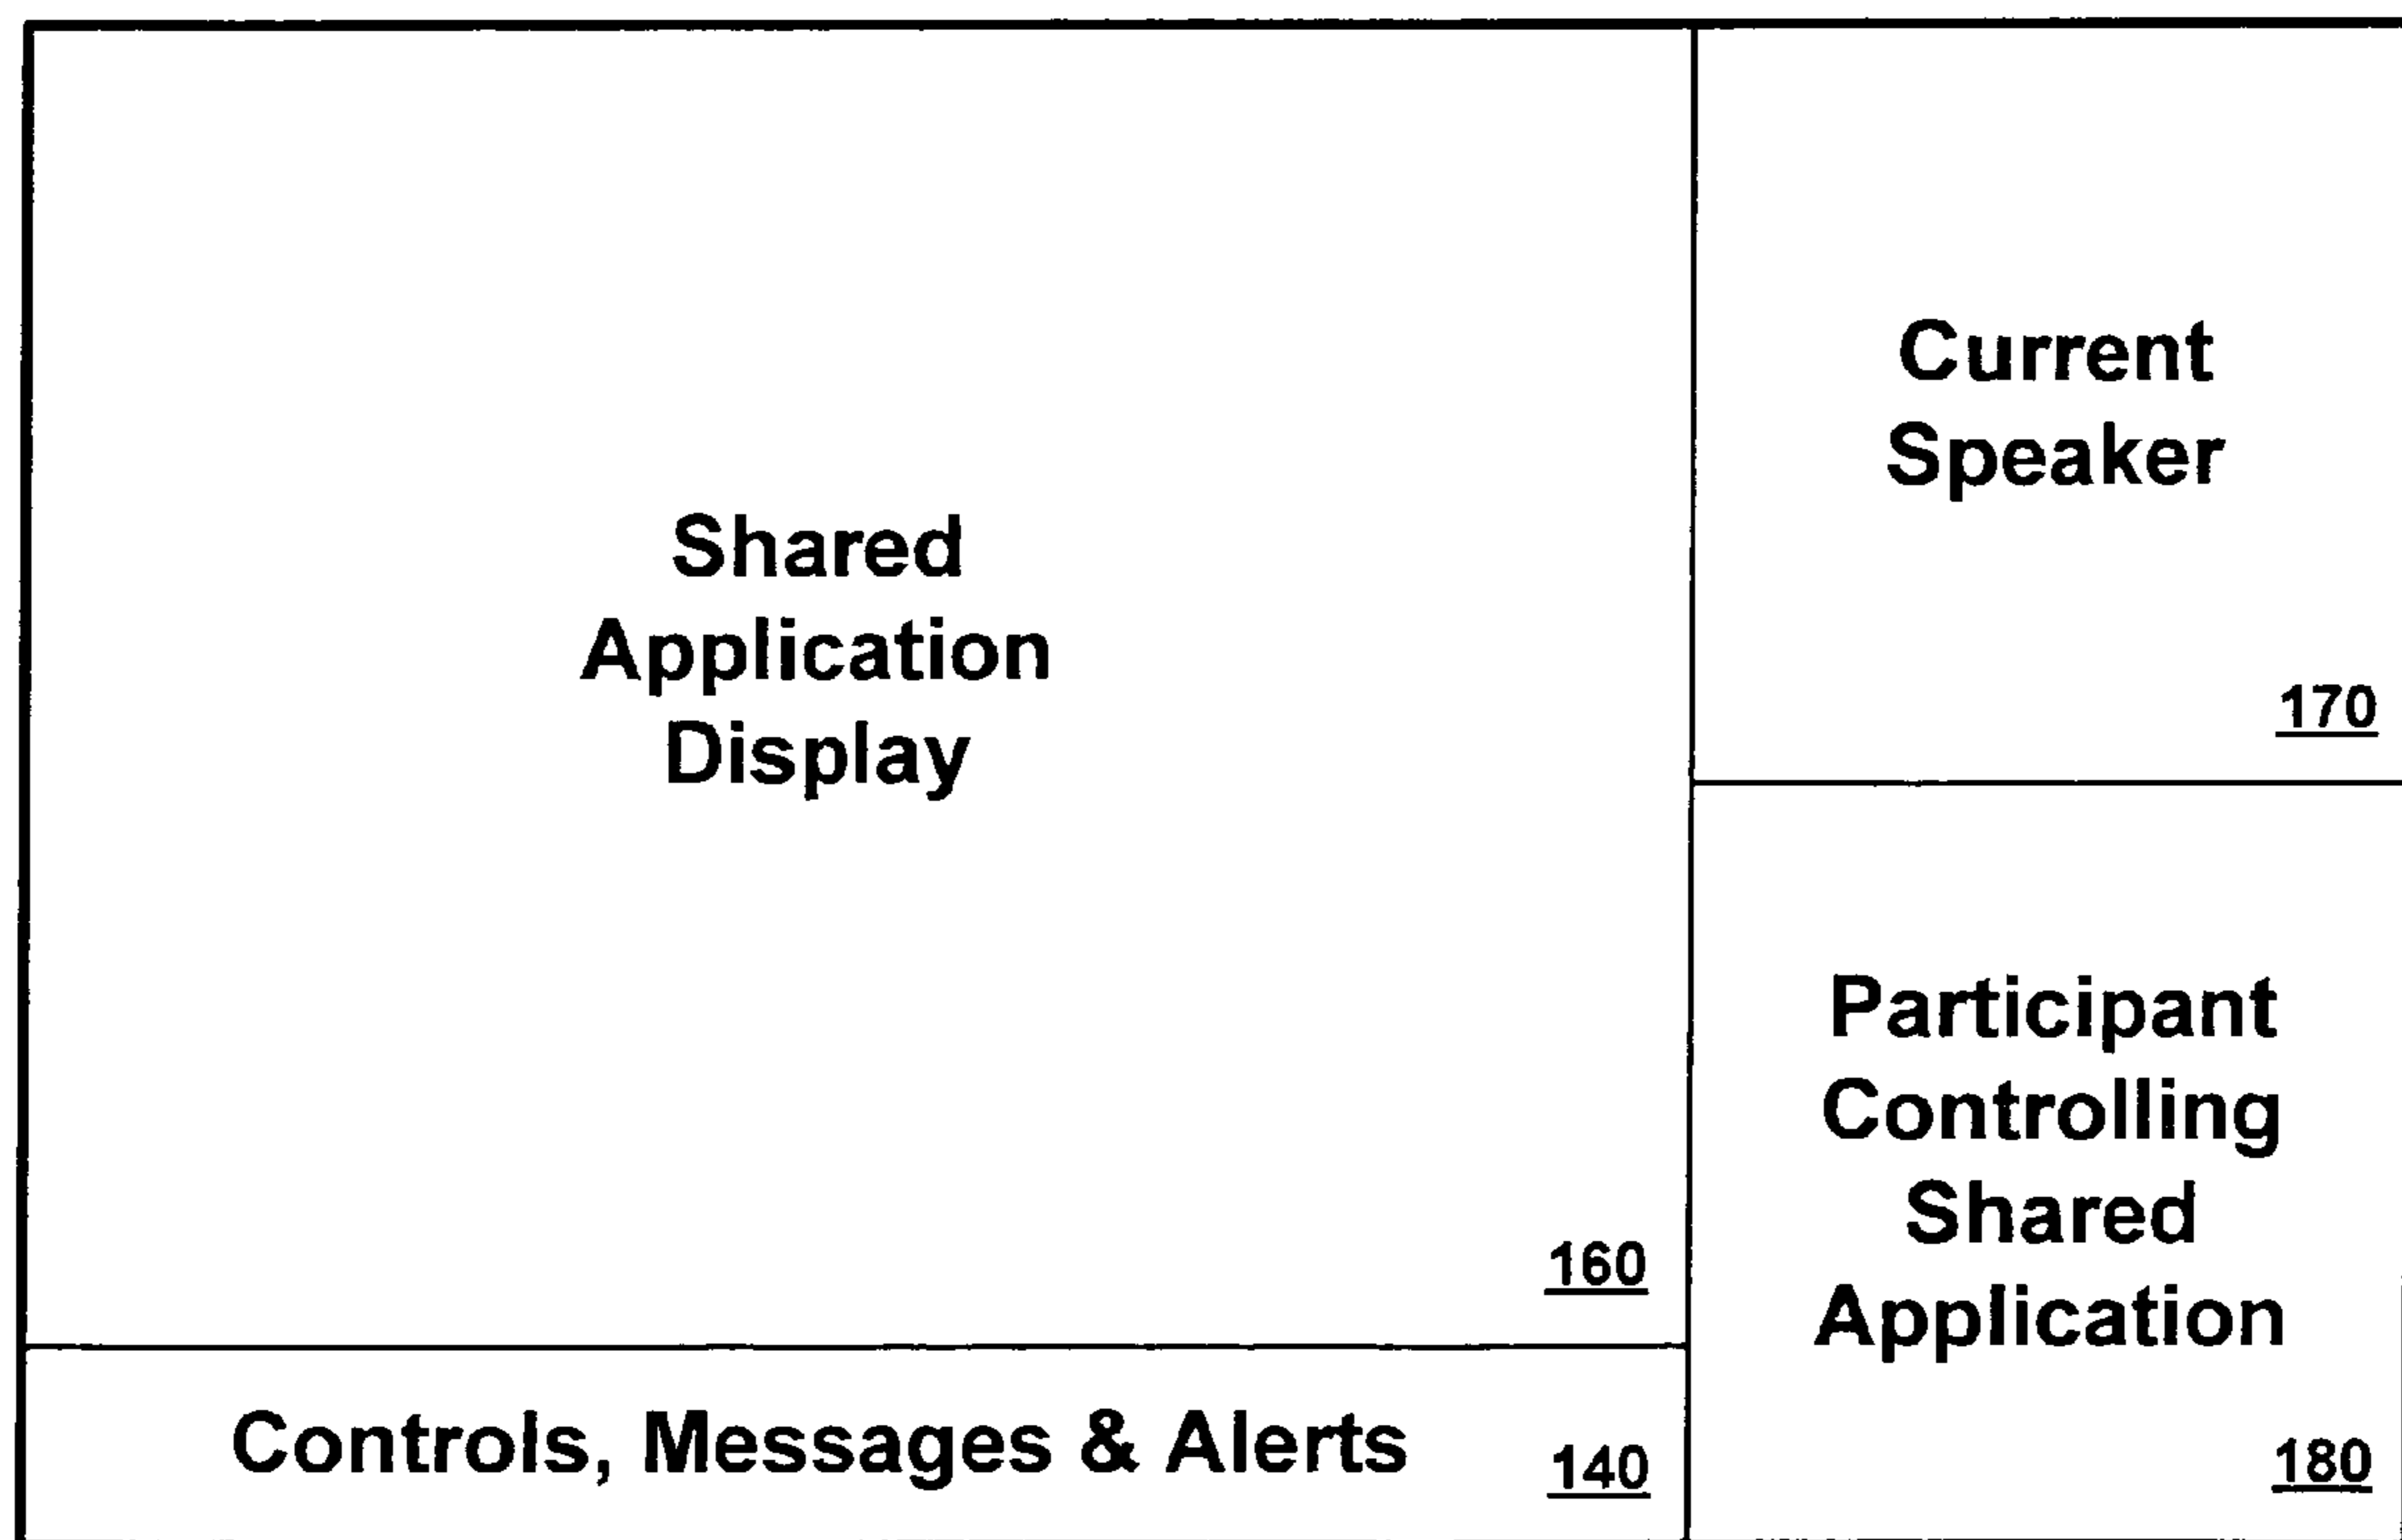 Shared
Application
Display
160
Current
Speaker
170
Participant
Controlling
Shared
Application
180
Controls, Messages & Alerts
140